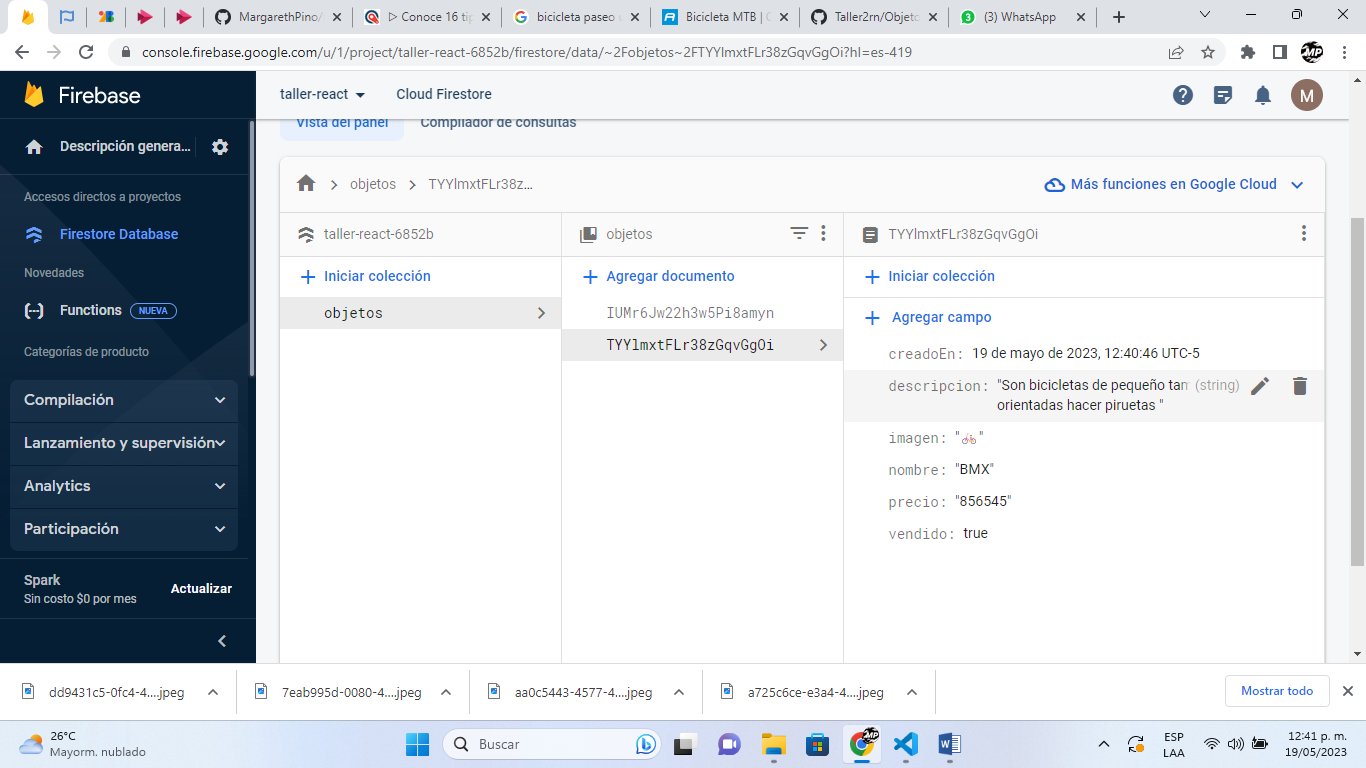 MargarethPino/
▷ Conoce 16 tip
bicicleta paseo
Bicicleta MTB | C
Taller2rn/Objeto
(3) WhatsApp
console.firebase.google.com/u/1/project/taller-react-6852b/firestore/data/~2Fobjetos~2FTYYlmxtFLr38zGqvGgOi?hl=es-419
Firebase
taller-react
Cloud Firestore
M
Vista del panel
Compilador de consultas
Descripción genera...
Accesos directos a proyectos
Firestore Database
Novedades
Functions
NUEVA
Categorías de producto
Compilación
Lanzamiento y supervisión
Analytics
Participación
Spark
Sin costo $0 por mes
Actualizar
objetos
TYYlmxtFLr38z...
Más funciones en Google Cloud
taller-react-6852b
objetos
TYYlmxtFLr38zGqvGgOi
Iniciar colección
Agregar documento
Iniciar colección
objetos
IUMr6Jw22h3w5Pi8amyn
TYYlmxtFLr38zGqvGgOi
Agregar campo
creadoEn: 19 de mayo de 2023, 12:40:46 UTC-5
descripcion: "Son bicicletas de pequeño tam (string)
orientadas hacer piruetas "
imagen: "🚲"
nombre: "BMX"
precio: "856545"
vendido: true
dd9431c5-0fc4-4....jpeg
7eab995d-0080-4....jpeg
aa0c5443-4577-4....jpeg
a725c6ce-e3a4-4....jpeg
Mostrar todo
26°C
Mayorm. nublado
Buscar
ESP
LAA
12:41 p. m.
19/05/2023